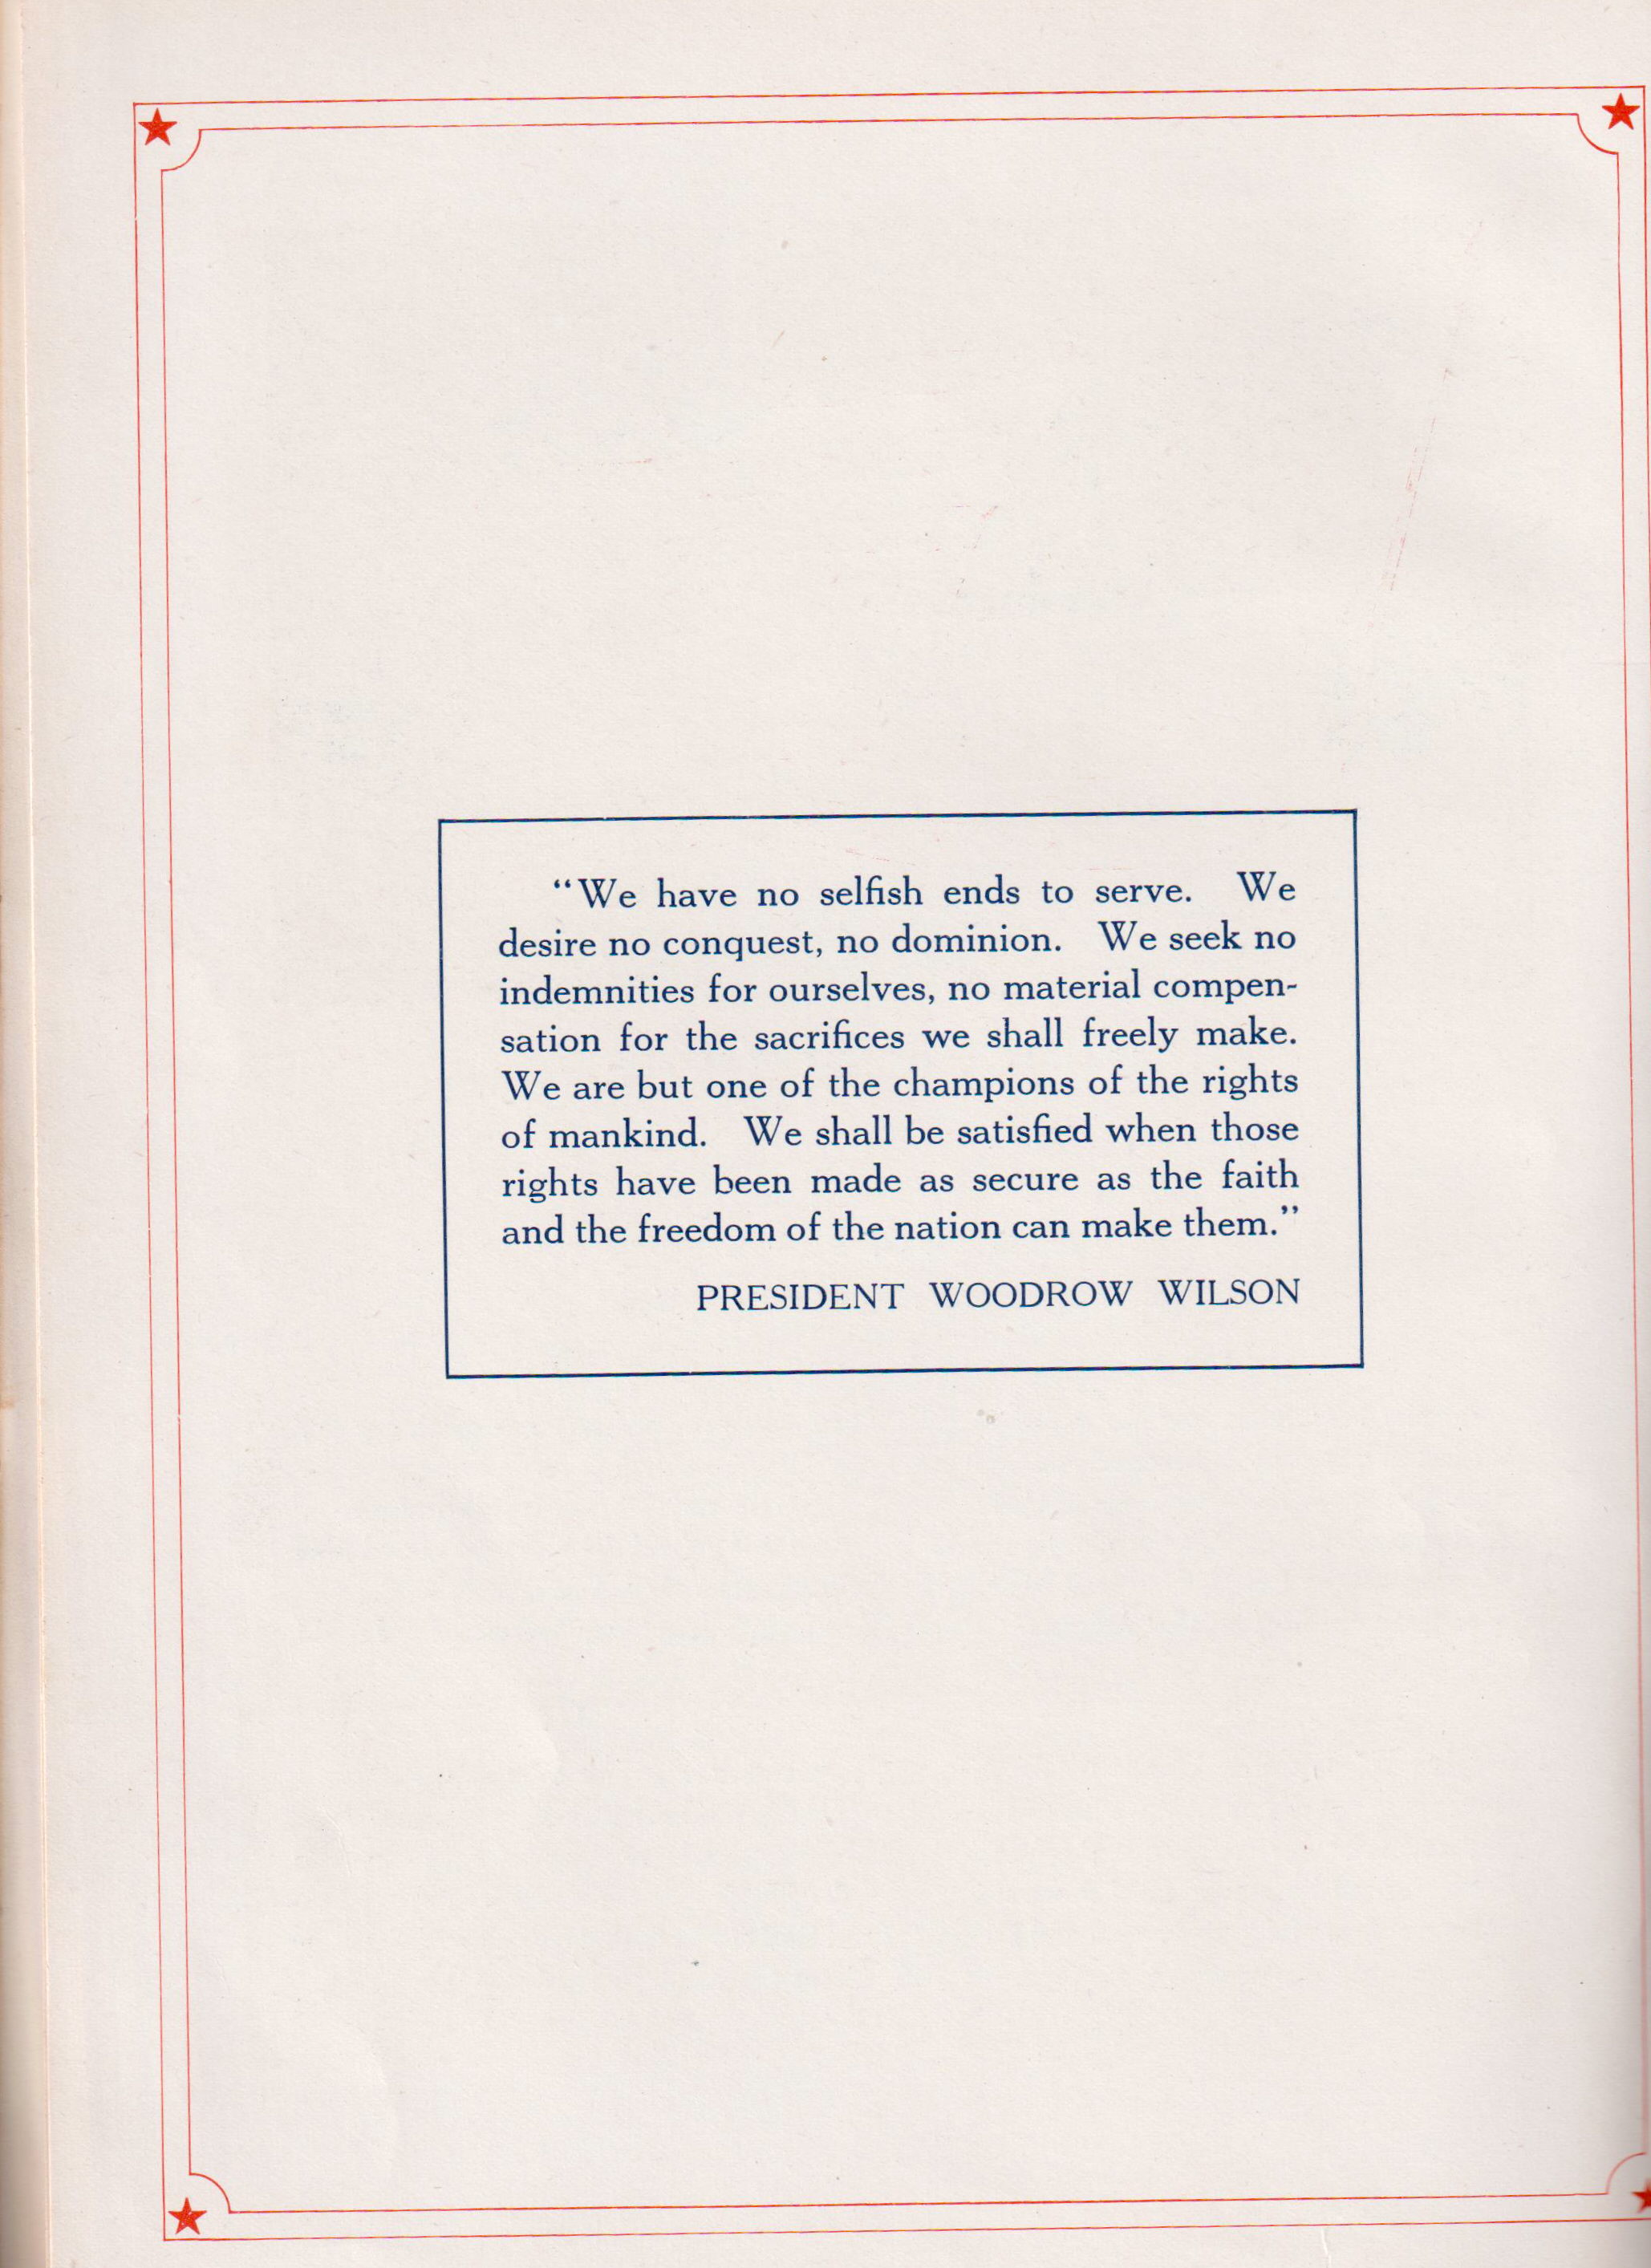 “We have no selfish ends to serve. We
desire no conquest, no dominion. We seek no
indemnities for ourselves, no material compen-
sation for the sacrifices we shall freely make.
We are but one of the champions of the rights
of mankind. We shall be satisfied when those
rights have been made as secure as the faith
and the freedom of the nation can make them.”
PRESIDENT WOODROW WILSON